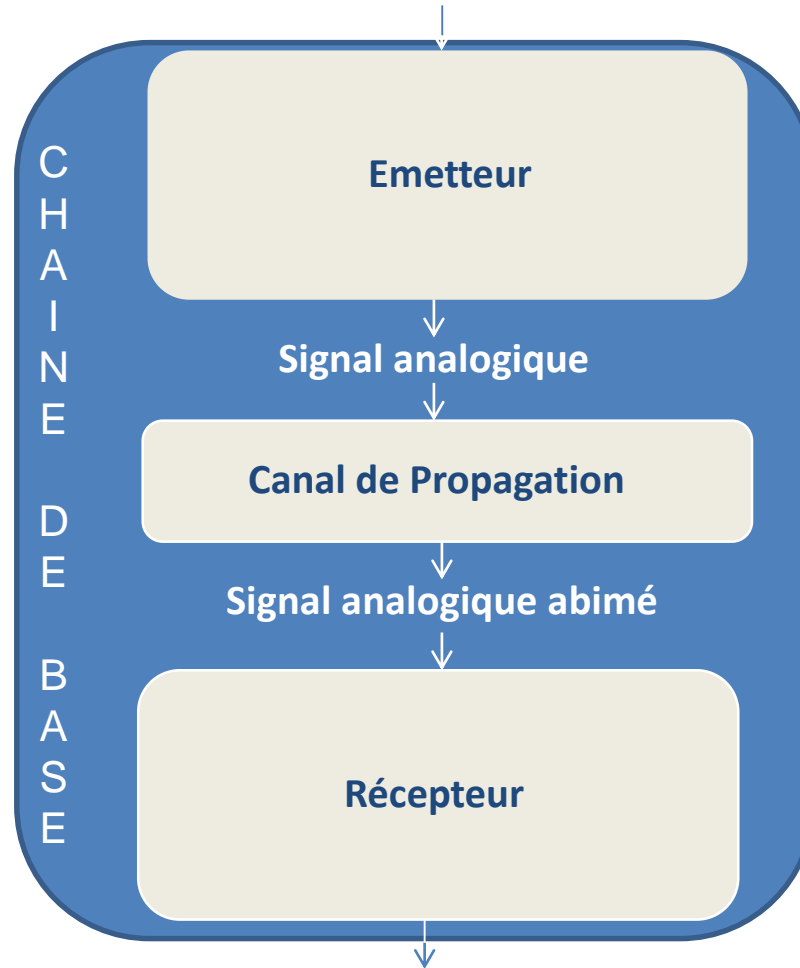 CHAINE DE BASE
Emetteur
Signal analogique
Canal de Propagation
Signal analogique abimé
Récepteur